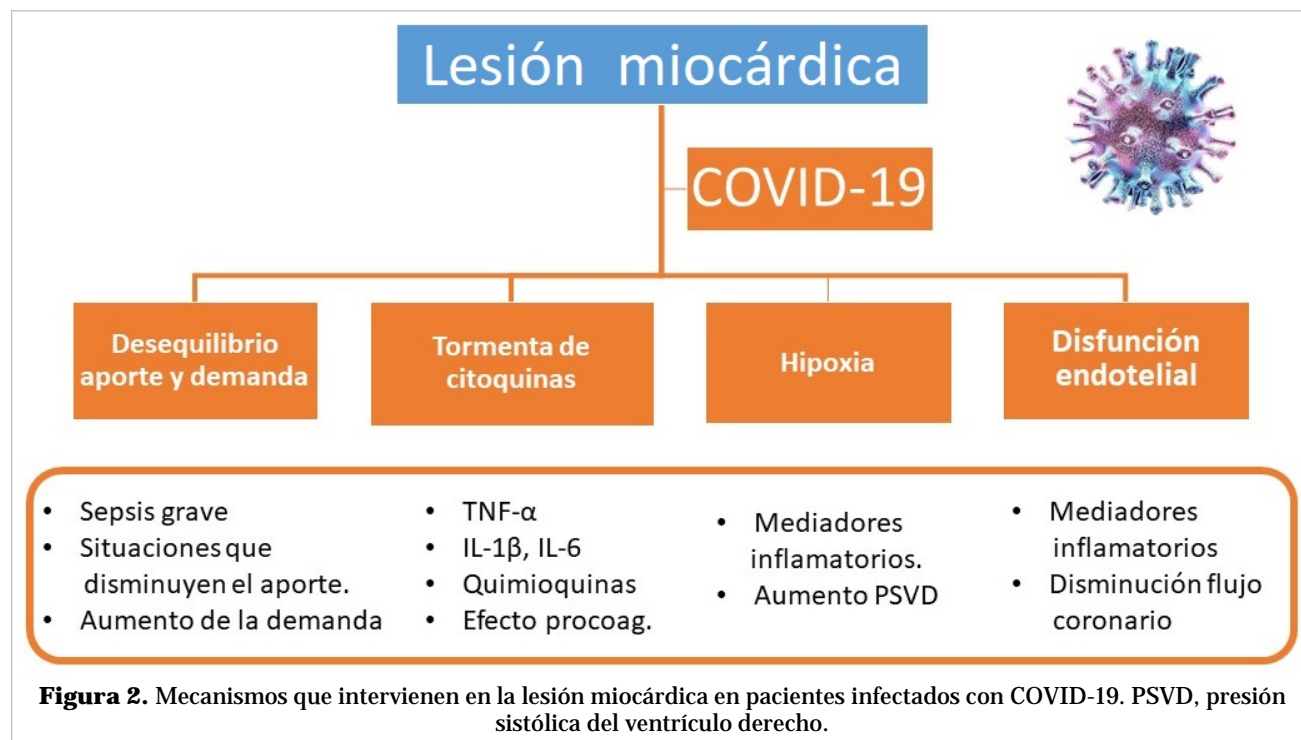 Lesión miocárdica
COVID-19
Desequilibrio
aporte y demanda
Tormenta de
citoquinas
Hipoxia
Disfunción
endotelial
• Sepsis grave
• Situaciones que
disminuyen el aporte.
• Aumento de la demanda
• TNF-α
• IL-1β, IL-6
• Quimioquinas
• Efecto procoag.
• Mediadores
inflamatorios.
• Aumento PSVD
• Mediadores
inflamatorios
• Disminución flujo
coronario
Figura 2. Mecanismos que intervienen en la lesión miocárdica en pacientes infectados con COVID-19. PSVD, presión
sistólica del ventrículo derecho.